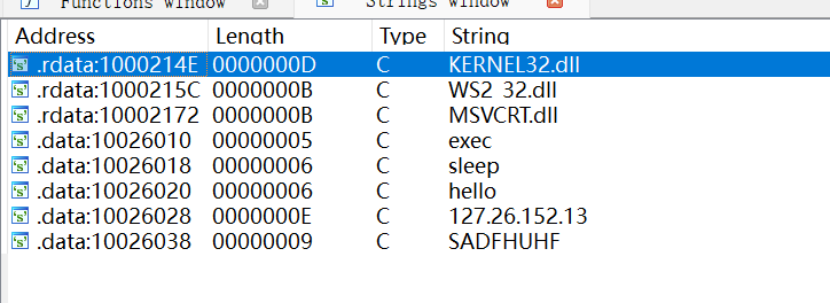 Functions window Strings window
Address Length Type String
.rdata:1000214E 0000000D C KERNEL32.dll
.rdata:1000215C 0000000B C WS2_32.dll
.rdata:10002172 0000000B C MSVCRT.dll
.data:10026010 00000005 C exec
.data:10026018 00000006 C sleep
.data:10026020 00000006 C hello
.data:10026028 0000000E C 127.26.152.13
.data:10026038 00000009 C SADFHUHF